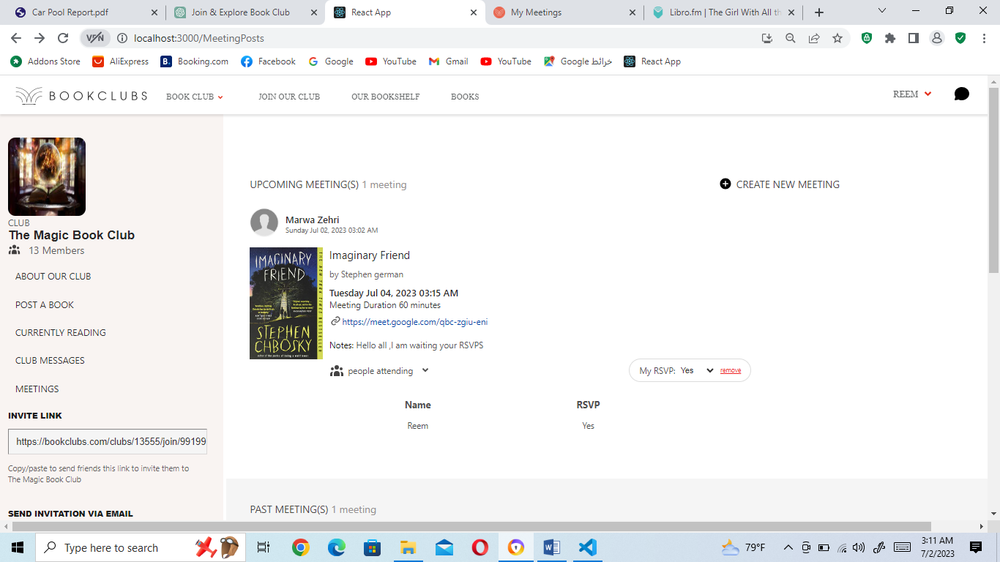 Car Pool Report.pdf
Join & Explore Book Club
React App
My Meetings
Libro.fm | The Girl With All th
VPN
localhost:3000/MeetingPosts
Addons Store
AliExpress
Booking.com
Facebook
Google
YouTube
Gmail
YouTube
خرائط Google
React App
BOOKCLUBS
BOOK CLUB
JOIN OUR CLUB
OUR BOOKSHELF
BOOKS
REEM
CLUB
The Magic Book Club
13 Members
ABOUT OUR CLUB
POST A BOOK
CURRENTLY READING
CLUB MESSAGES
MEETINGS
INVITE LINK
https://bookclubs.com/clubs/13555/join/99199
Copy/paste to send friends this link to invite them to
The Magic Book Club
SEND INVITATION VIA EMAIL
UPCOMING MEETING(S) 1 meeting
CREATE NEW MEETING
Marwa Zehri
Sunday Jul 02, 2023 03:02 AM
IMAGINARY
FRIEND
STEPHEN
CHBOSKY
THE NEW YORK TIMES BESTSELLER
Imaginary Friend
by Stephen german
Tuesday Jul 04, 2023 03:15 AM
Meeting Duration 60 minutes
https://meet.google.com/qbc-zgiu-eni
Notes: Hello all ,I am waiting your RSVPS
people attending
My RSVP: Yes remove
Name RSVP
Reem Yes
PAST MEETING(S) 1 meeting
Type here to search
79°F
3:11 AM
7/2/2023